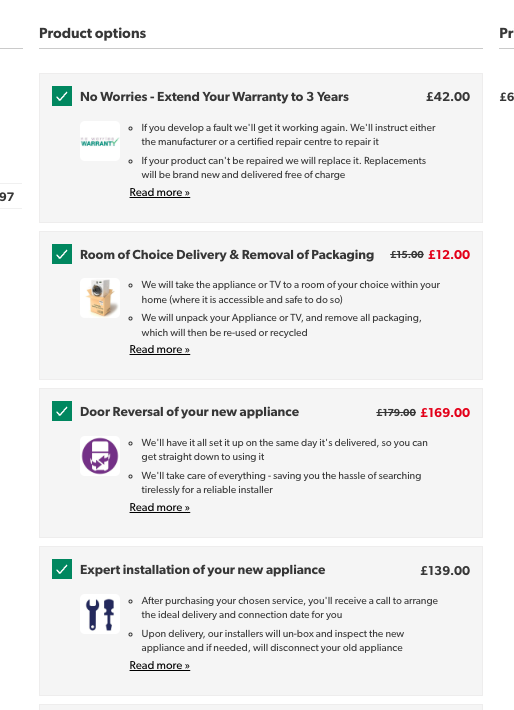 Product options
Pr
No Worries - Extend Your Warranty to 3 Years £42.00
£6
WARRANTY
If you develop a fault we'll get it working again. We'll instruct either
the manufacturer or a certified repair centre to repair it
If your product can't be repaired we will replace it. Replacements
will be brand new and delivered free of charge
Read more »
97
Room of Choice Delivery & Removal of Packaging £15.00 £12.00
We will take the appliance or TV to a room of your choice within your
home (where it is accessible and safe to do so)
We will unpack your Appliance or TV, and remove all packaging,
which will then be re-used or recycled
Read more »
Door Reversal of your new appliance £179.00 £169.00
We'll have it all set it up on the same day it's delivered, so you can
get straight down to using it
We'll take care of everything - saving you the hassle of searching
tirelessly for a reliable installer
Read more »
Expert installation of your new appliance £139.00
After purchasing your chosen service, you'll receive a call to arrange
the ideal delivery and connection date for you
Upon delivery, our installers will un-box and inspect the new
appliance and if needed, will disconnect your old appliance
Read more »